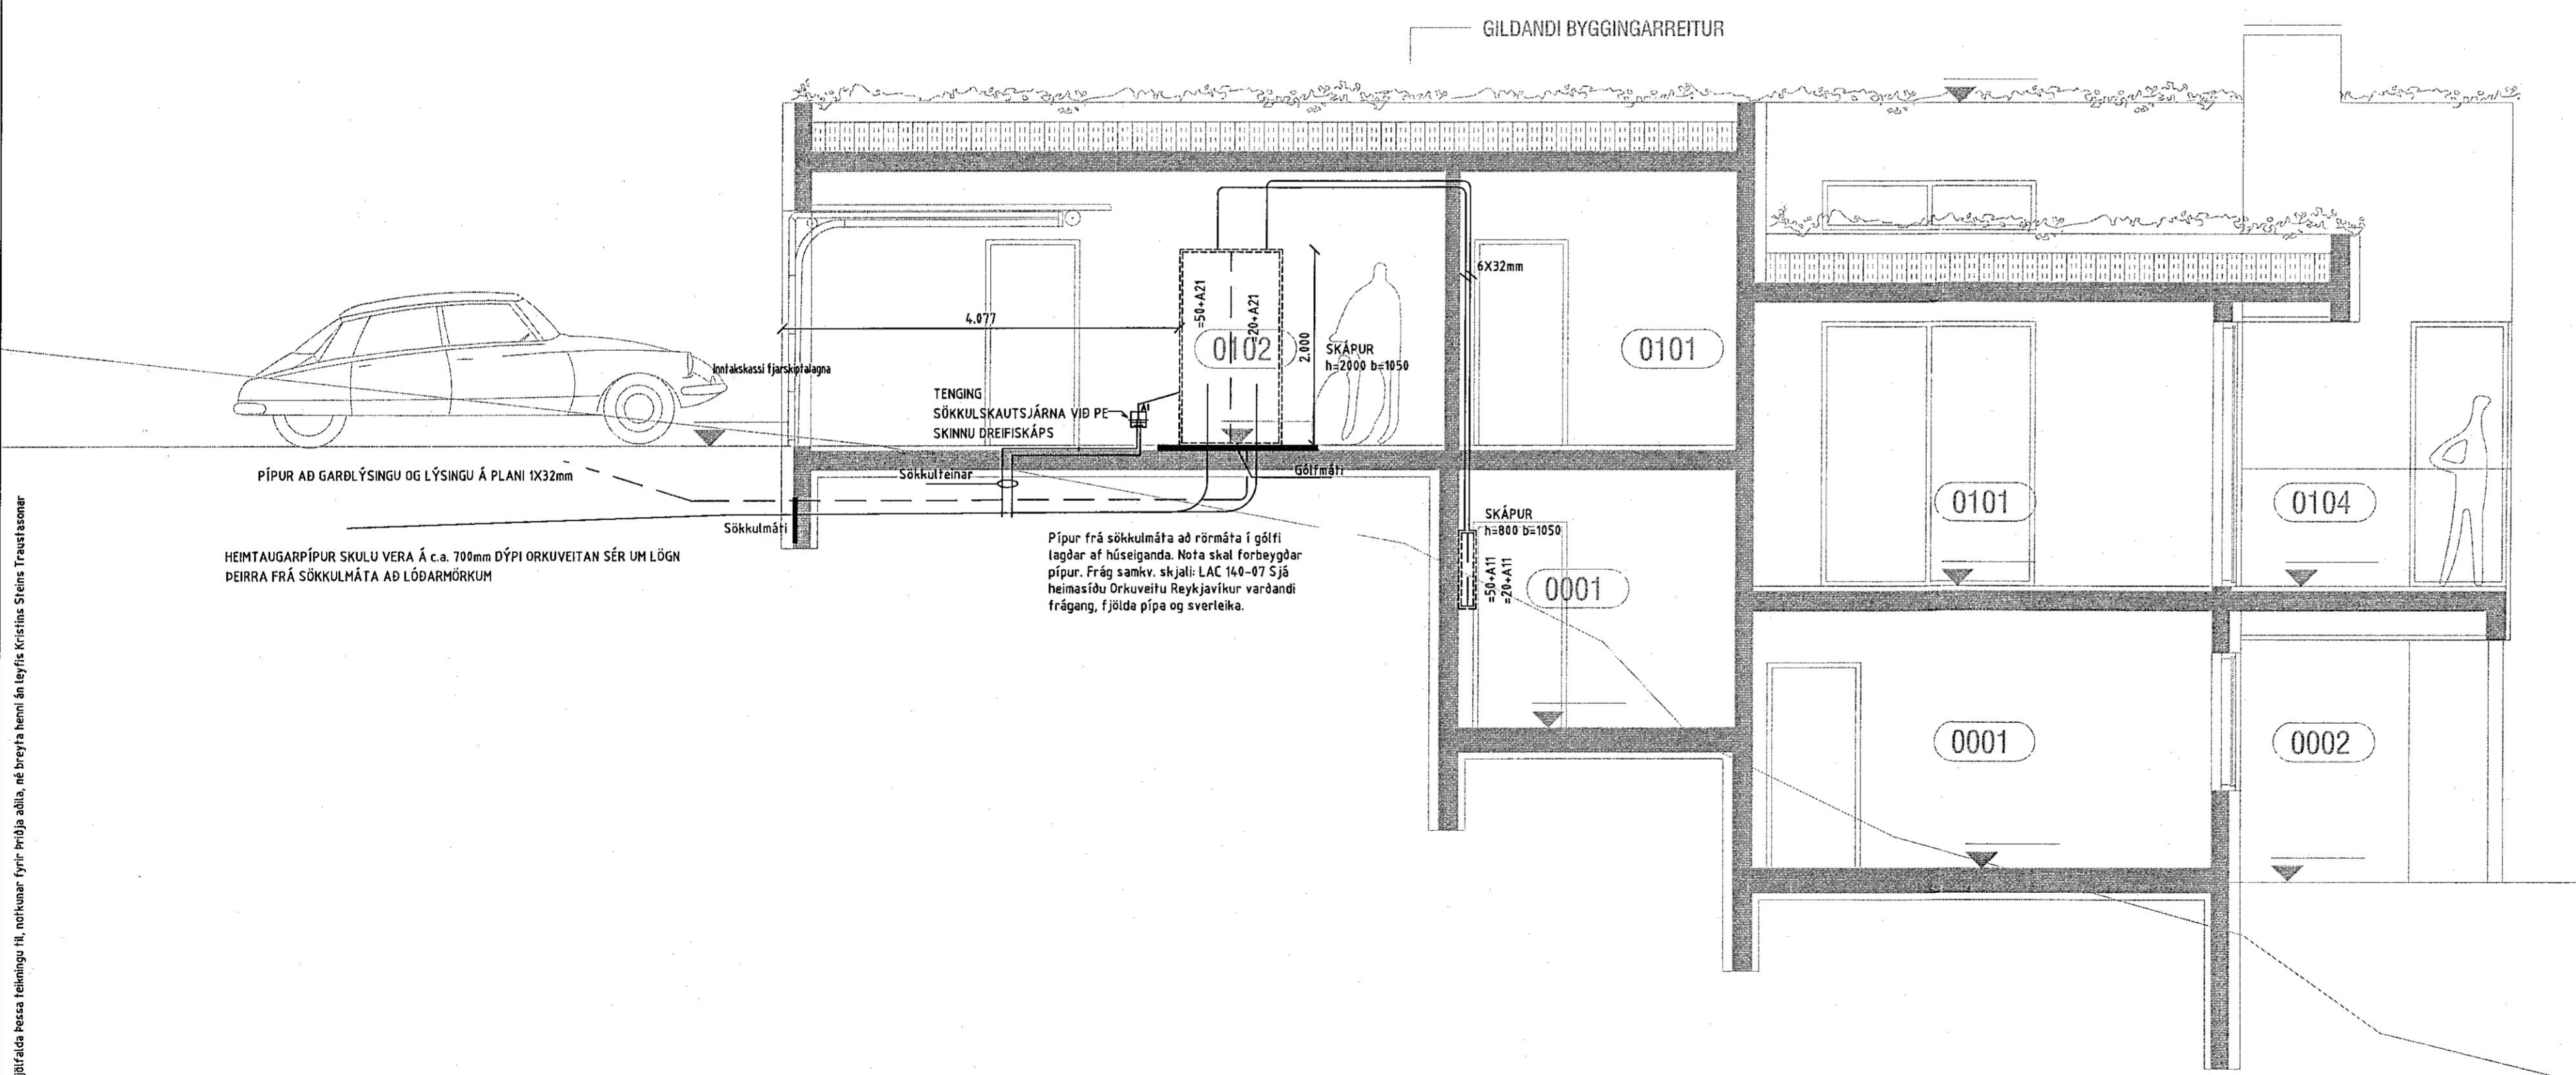 GILDANDI BYGGINGARREITUR
6X32mm
=50+A21
=20+A21
4.077
0102
2.000
SKÁPUR
h=2000 b=1050
0101
Inntakskassi fjarskiptalagna
TENGING
SÖKKULSKAUTSJÁRNA VIÐ PE
SKINNU DREIFISKÁPS
A1
PÍPUR AÐ GARÐLÝSINGU OG LÝSINGU Á PLANI 1X32mm
Sökkulteinar
Gólfmáti
Sökkulmáti
HEIMTAUGARPÍPUR SKULU VERA Á c.a. 700mm DÝPI ORKUVEITAN SÉR UM LÖGN
ÞEIRRA FRÁ SÖKKULMÁTA AÐ LÓÐARMÖRKUM
Pípur frá sökkulmáta að rörmáta í gólfi
lagðar af húseiganda. Nota skal forbeygðar
pípur. Frág samkv. skjali: LAC 140-07 Sjá
heimasíðu Orkuveitu Reykjavíkur varðandi
frágang, fjölda pípa og sverleika.
SKÁPUR
h=800 b=1050
=50+A11
=20+A11
0001
0101
0104
0001
0002
jölfalda þessa teikningu til, notkunar fyrir þriðja aðila, né breyta henni án leyfis Kristins Steins Traustasonar